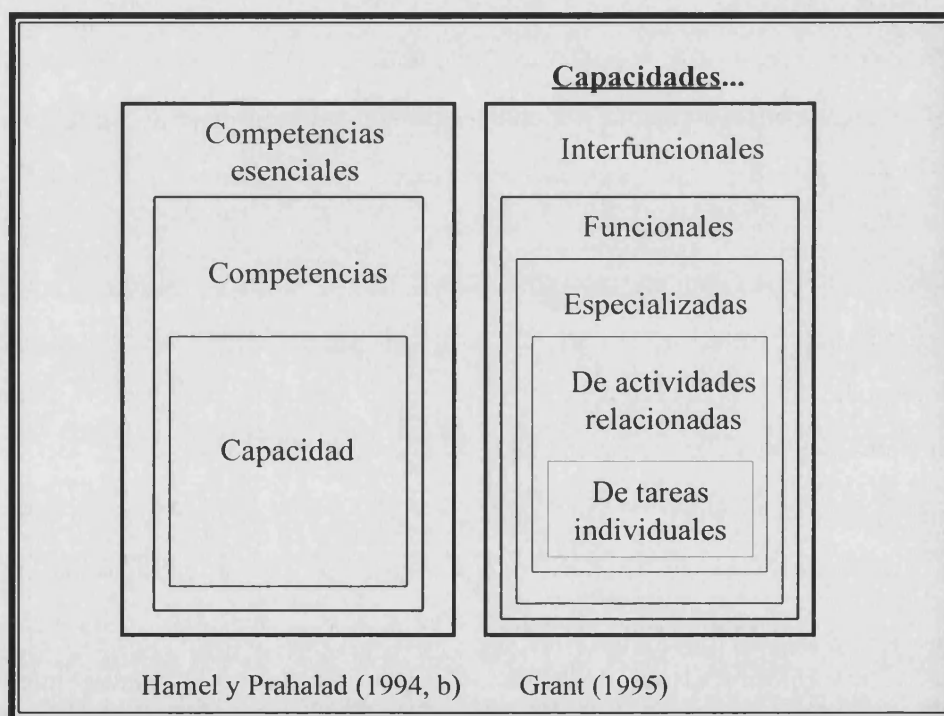 Capacidades...
Competencias
esenciales
Competencias
Capacidad
Interfuncionales
Funcionales
Especializadas
De actividades
relacionadas
De tareas
individuales
Hamel y Prahalad (1994, b)
Grant (1995)